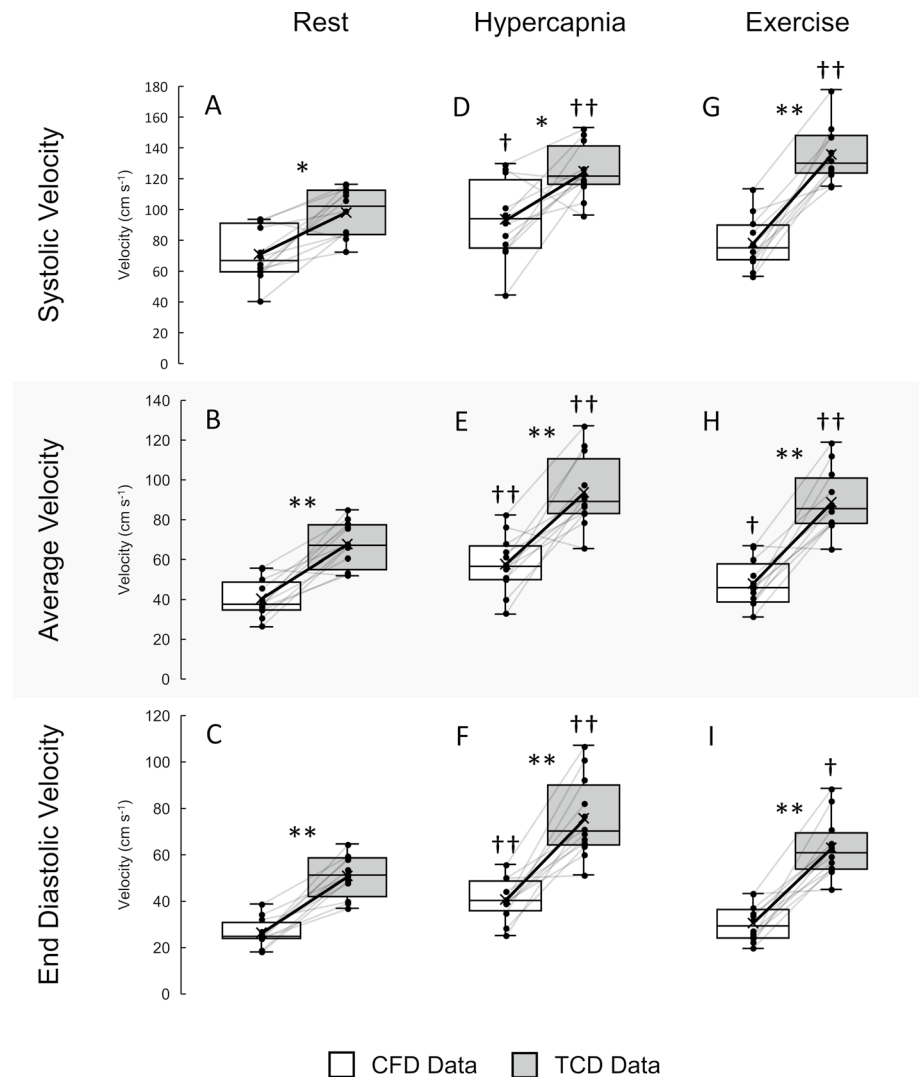 Rest Hypercapnia Exercise
Systolic Velocity
Velocity (cm s⁻¹)
180
160
140
120
100
80
60
40
20
0
A
*
D
†
*
††
G
**
††
Average Velocity
Velocity (cm s⁻¹)
140
120
100
80
60
40
20
0
B
**
E
††
**
††
H
†
**
††
End Diastolic Velocity
Velocity (cm s⁻¹)
120
100
80
60
40
20
0
C
**
F
††
**
††
I
**
†
CFD Data TCD Data